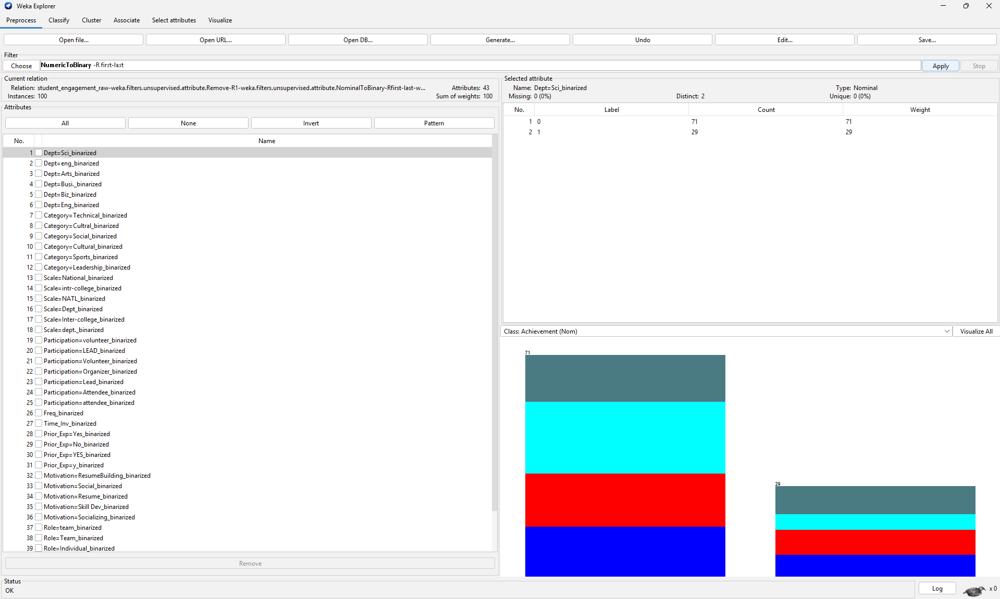 Weka Explorer
Preprocess Classify Cluster Associate Select attributes Visualize
Open file... Open URL... Open DB... Generate... Undo Edit... Save...
Filter
Choose NumericToBinary -R first-last Apply Stop
Current relation
Relation: student_engagement_raw-weka.filters.unsupervised.attribute.Remove-R1-weka.filters.unsupervised.attribute.NominalToBinary-Rfirst-last-w... Attributes: 43
Instances: 100 Sum of weights: 100
Attributes
All None Invert Pattern
No. Name
1 Dept=Sci_binarized
2 Dept=eng_binarized
3 Dept=Arts_binarized
4 Dept=Busi._binarized
5 Dept=Biz_binarized
6 Dept=Eng_binarized
7 Category=Technical_binarized
8 Category=Cultral_binarized
9 Category=Social_binarized
10 Category=Cultural_binarized
11 Category=Sports_binarized
12 Category=Leadership_binarized
13 Scale=National_binarized
14 Scale=intr-college_binarized
15 Scale=NATL_binarized
16 Scale=Dept_binarized
17 Scale=Inter-college_binarized
18 Scale=dept._binarized
19 Participation=volunteer_binarized
20 Participation=LEAD_binarized
21 Participation=Volunteer_binarized
22 Participation=Organizer_binarized
23 Participation=Lead_binarized
24 Participation=Attendee_binarized
25 Participation=attendee_binarized
26 Freq_binarized
27 Time_Inv_binarized
28 Prior_Exp=Yes_binarized
29 Prior_Exp=No_binarized
30 Prior_Exp=YES_binarized
31 Prior_Exp=y_binarized
32 Motivation=ResumeBuilding_binarized
33 Motivation=Social_binarized
34 Motivation=Resume_binarized
35 Motivation=Skill Dev_binarized
36 Motivation=Socializing_binarized
37 Role=team_binarized
38 Role=Team_binarized
39 Role=Individual_binarized
Remove
Selected attribute
Name: Dept=Sci_binarized Type: Nominal
Missing: 0 (0%) Distinct: 2 Unique: 0 (0%)
No. Label Count Weight
1 0 71 71
2 1 29 29
Class: Achievement (Nom) Visualize All
71
29
Status
OK
Log x 0